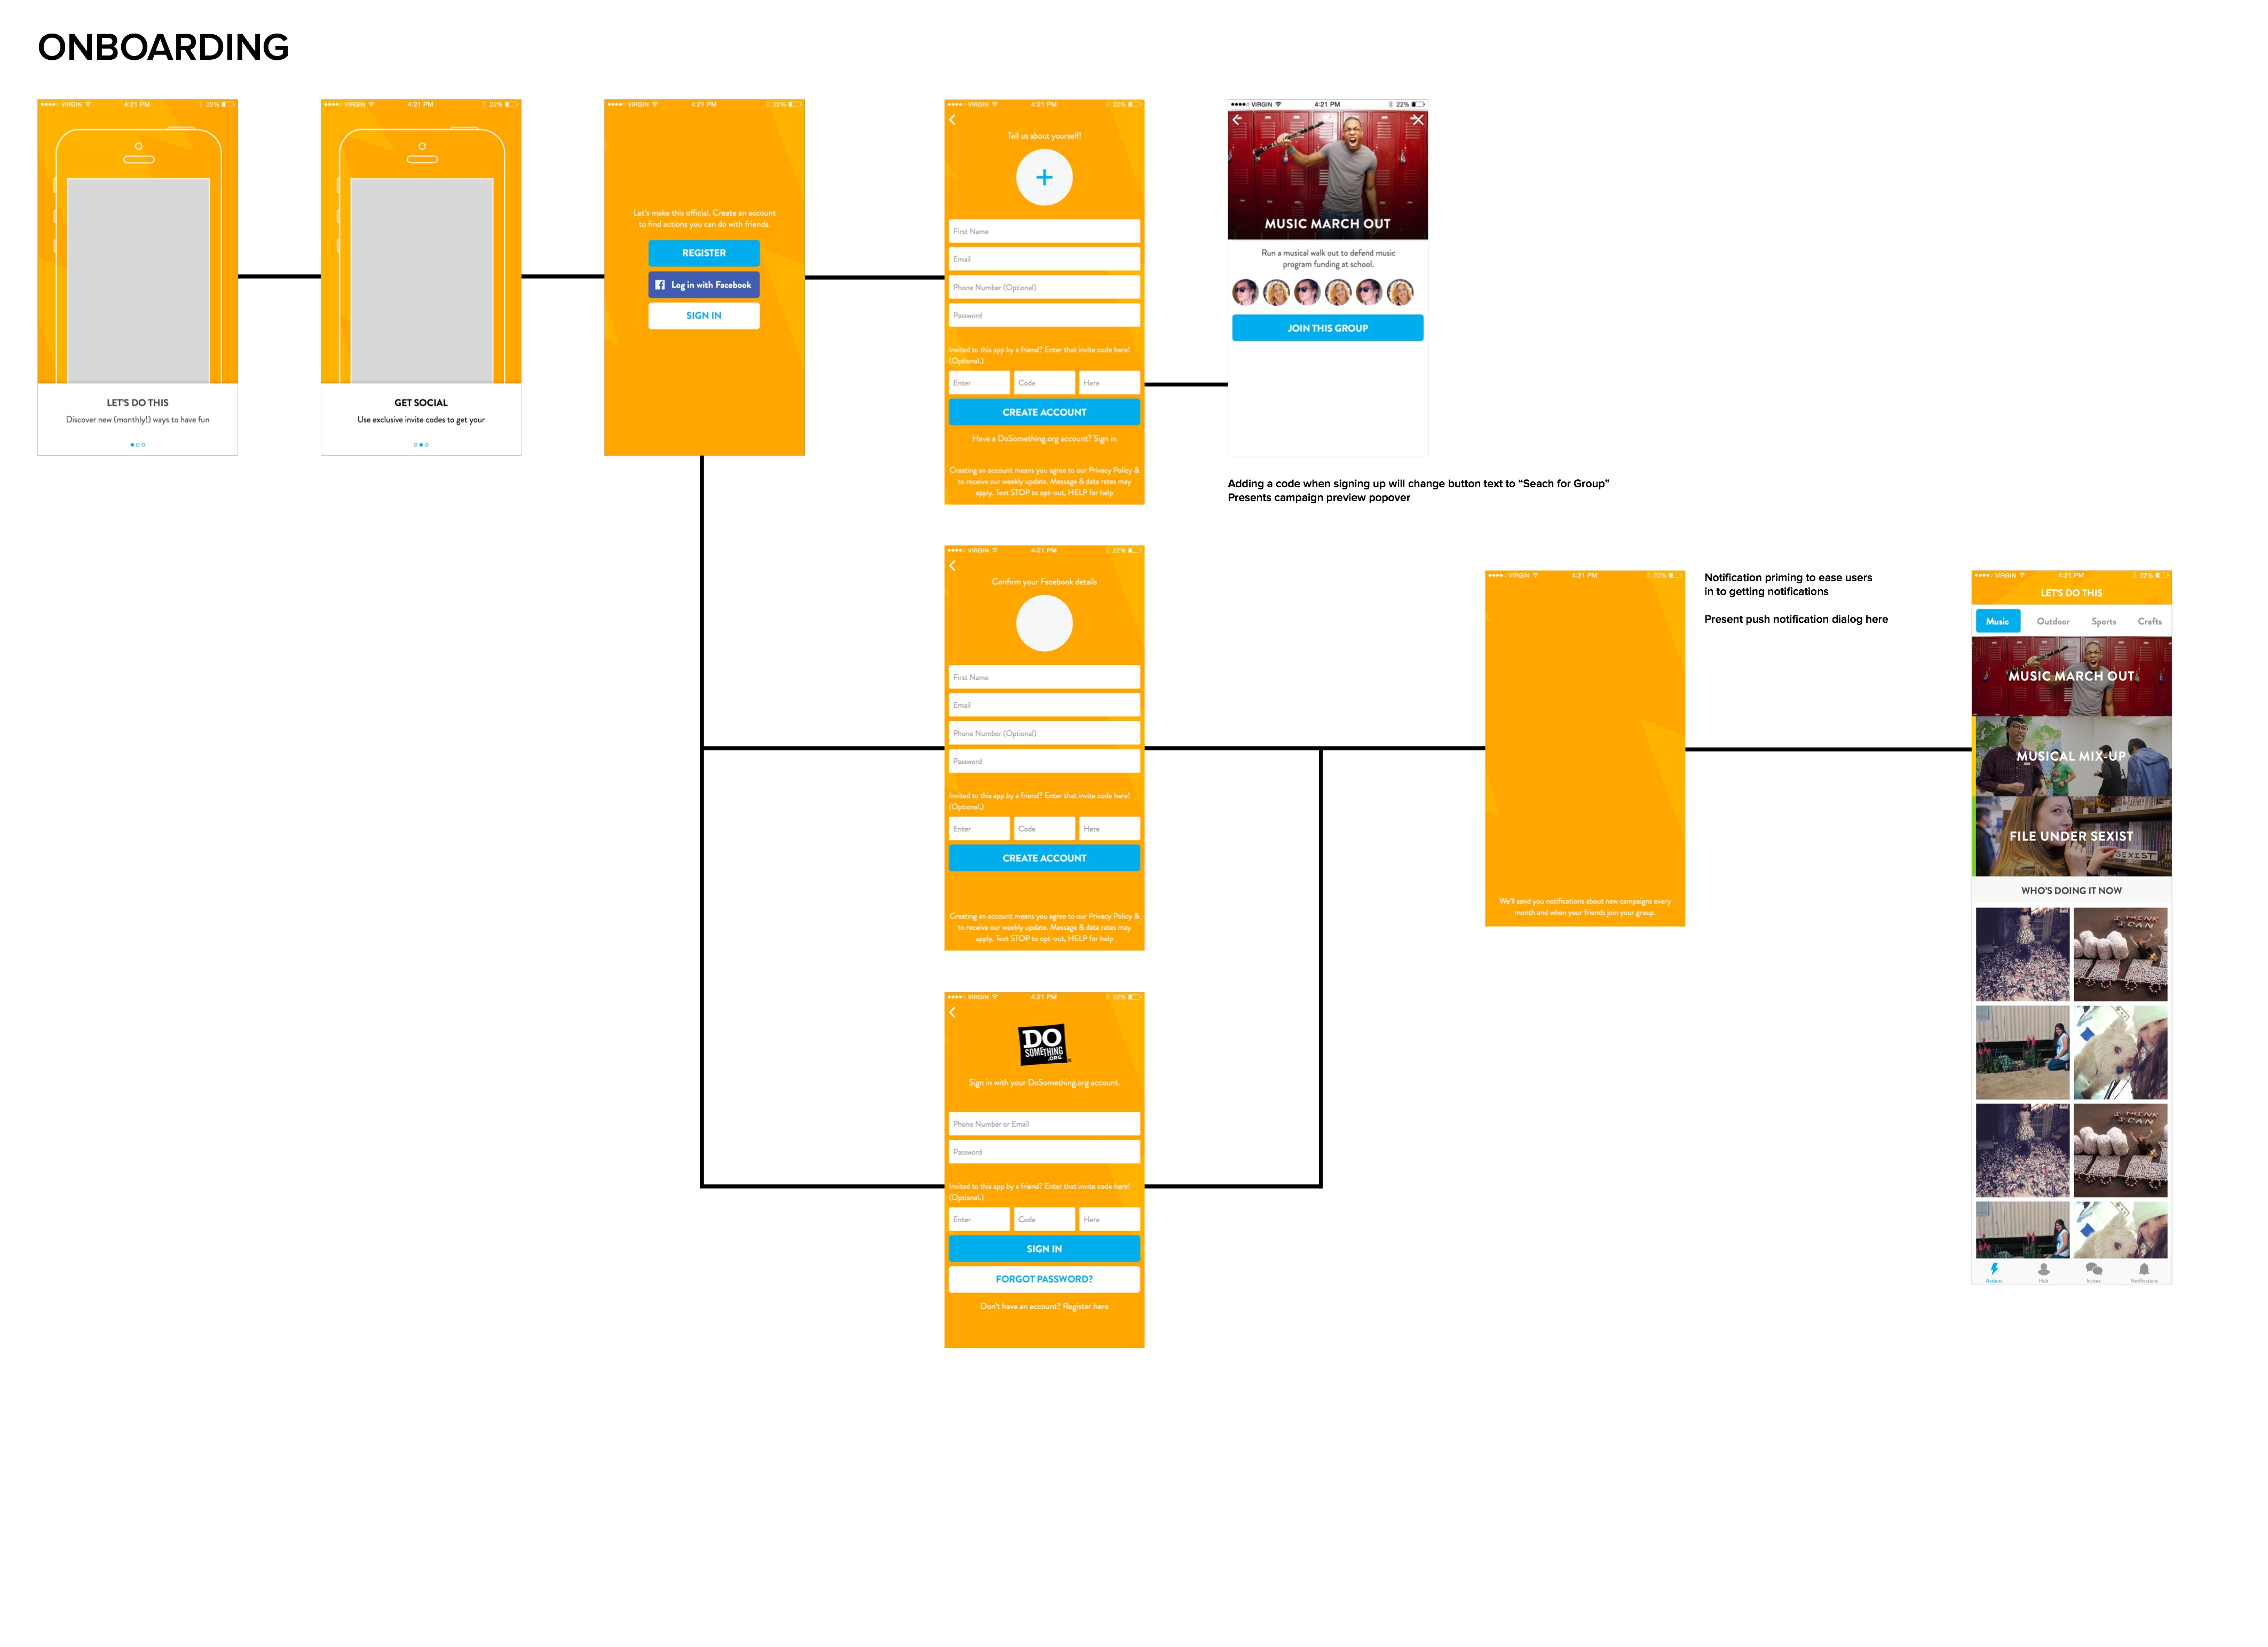 ONBOARDING
VIRGIN 4:21 PM 22%
LET'S DO THIS
Discover new (monthly!) ways to have fun
VIRGIN 4:21 PM 22%
GET SOCIAL
Use exclusive invite codes to get your
VIRGIN 4:21 PM 22%
Let's make this official. Create an account
to find actions you can do with friends.
REGISTER
Log in with Facebook
SIGN IN
VIRGIN 4:21 PM 22%
Tell us about yourself!
First Name
Email
Phone Number (Optional)
Password
Invited to this app by a friend? Enter that invite code here!
(Optional.)
Enter Code Here
CREATE ACCOUNT
Have a DoSomething.org account? Sign in
Creating an account means you agree to our Privacy Policy &
to receive our weekly update. Message & data rates may
apply. Text STOP to opt-out, HELP for help
VIRGIN 4:21 PM 22%
MUSIC MARCH OUT
Run a musical walk out to defend music
program funding at school.
JOIN THIS GROUP
Adding a code when signing up will change button text to “Seach for Group”
Presents campaign preview popover
VIRGIN 4:21 PM 22%
Confirm your Facebook details
First Name
Email
Phone Number (Optional)
Password
Invited to this app by a friend? Enter that invite code here!
(Optional.)
Enter Code Here
CREATE ACCOUNT
Creating an account means you agree to our Privacy Policy &
to receive our weekly update. Message & data rates may
apply. Text STOP to opt-out, HELP for help
VIRGIN 4:21 PM 22%
DO
SOMETHING
.ORG
Sign in with your DoSomething.org account.
Phone Number or Email
Password
Invited to this app by a friend? Enter that invite code here!
(Optional.)
Enter Code Here
SIGN IN
FORGOT PASSWORD?
Don't have an account? Register here
VIRGIN 4:21 PM 22%
We'll send you notifications about new campaigns every
month and when your friends join your group.
Notification priming to ease users
in to getting notifications
Present push notification dialog here
VIRGIN 4:21 PM 22%
LET'S DO THIS
Music Outdoor Sports Crafts
MUSIC MARCH OUT
MUSICAL MIX-UP
FILE UNDER SEXIST
SEXIST
WHO'S DOING IT NOW
I THINK
I CAN
I THINK
I CAN
Actions Hub Invites Notifications